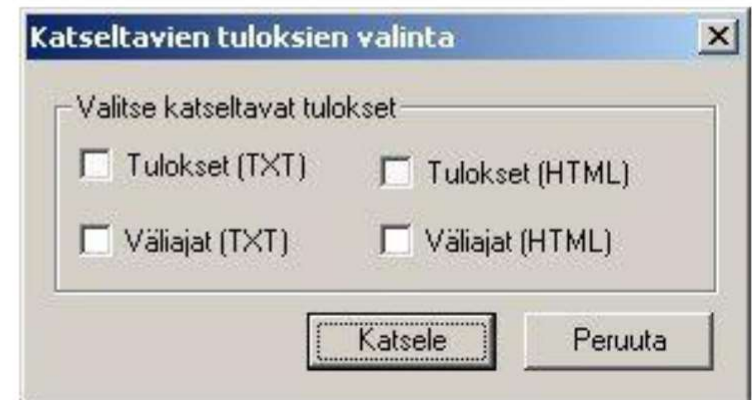 Katseltavien tuloksien valinta
Valitse katseltavat tulokset
Tulokset (TXT) Tulokset (HTML)
Väliajat (TXT) Väliajat (HTML)
Katsele Peruuta